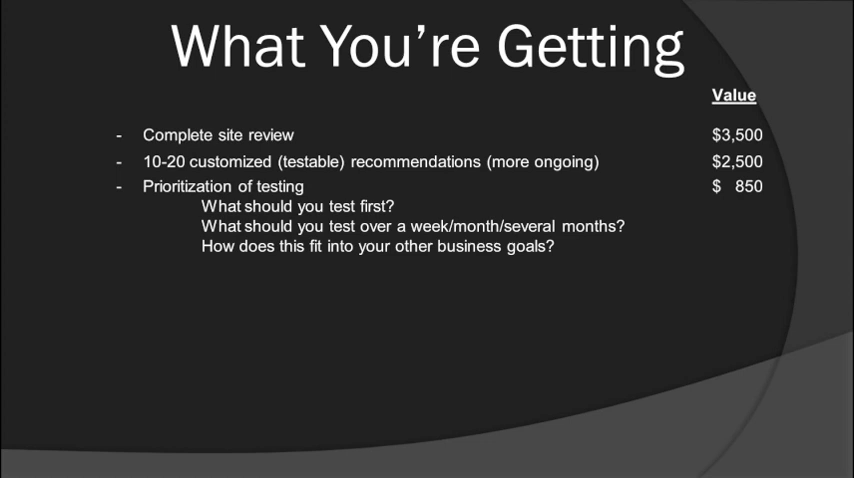 What You're Getting
Value
- Complete site review $3,500
- 10-20 customized (testable) recommendations (more ongoing) $2,500
- Prioritization of testing $ 850
What should you test first?
What should you test over a week/month/several months?
How does this fit into your other business goals?